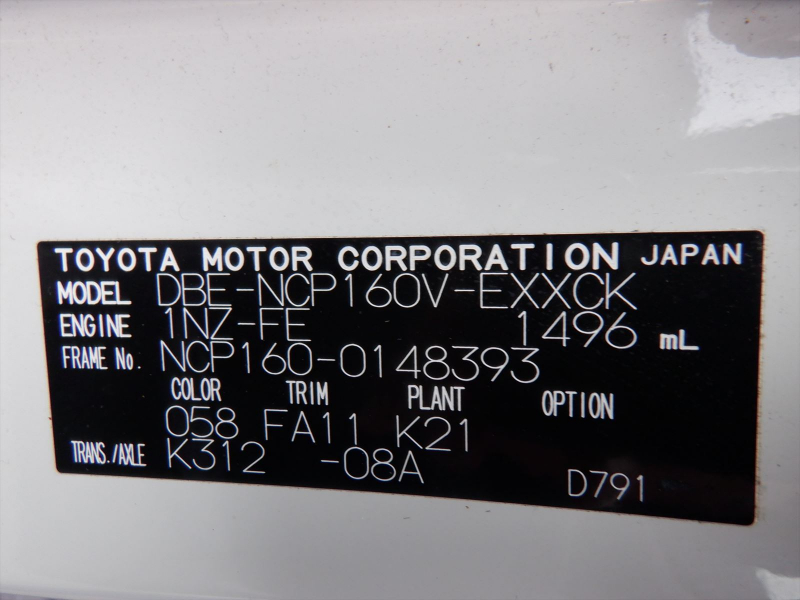 TOYOTA MOTOR CORPORATION JAPAN
MODEL DBE-NCP160V-EXXCK
ENGINE 1NZ-FE 1496 mL
FRAME No. NCP160-0148393
COLOR TRIM PLANT OPTION
058 FA11 K21
TRANS./AXLE K312 -08A
D791